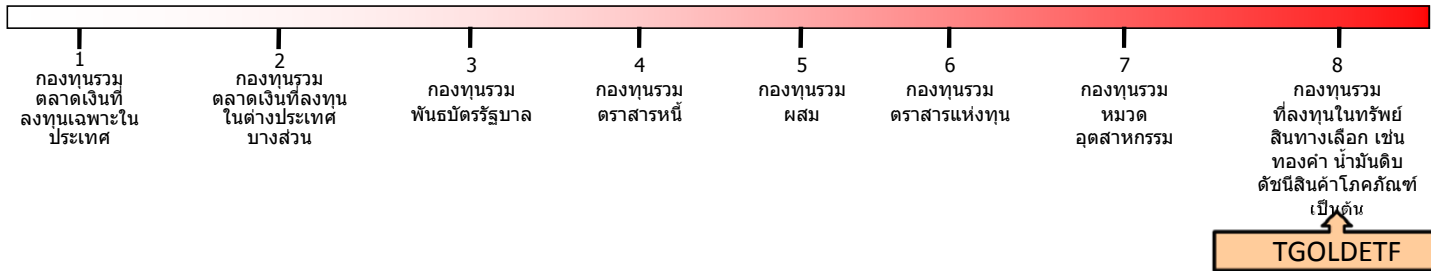 1
กองทุนรวม
ตลาดเงินที่
ลงทุนเฉพาะใน
ประเทศ
2
กองทุนรวม
ตลาดเงินที่ลงทุน
ในต่างประเทศ
บางส่วน
3
กองทุนรวม
พันธบัตรรัฐบาล
4
กองทุนรวม
ตราสารหนี้
5
กองทุนรวม
ผสม
6
กองทุนรวม
ตราสารแห่งทุน
7
กองทุนรวม
หมวด
อุตสาหกรรม
8
กองทุนรวม
ที่ลงทุนในทรัพย์
สินทางเลือก เช่น
ทองคำ น้ำมันดิบ
ดัชนีสินค้าโภคภัณฑ์
เป็นต้น
TGOLDETF